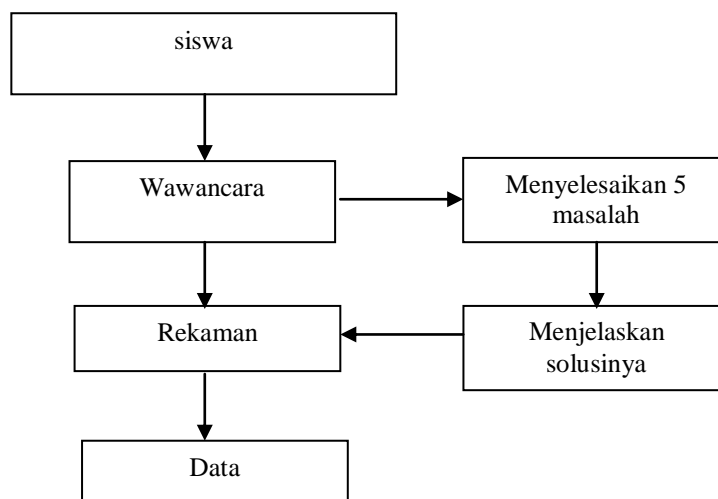 siswa
Wawancara
Menyelesaikan 5
masalah
Rekaman
Menjelaskan
solusinya
Data